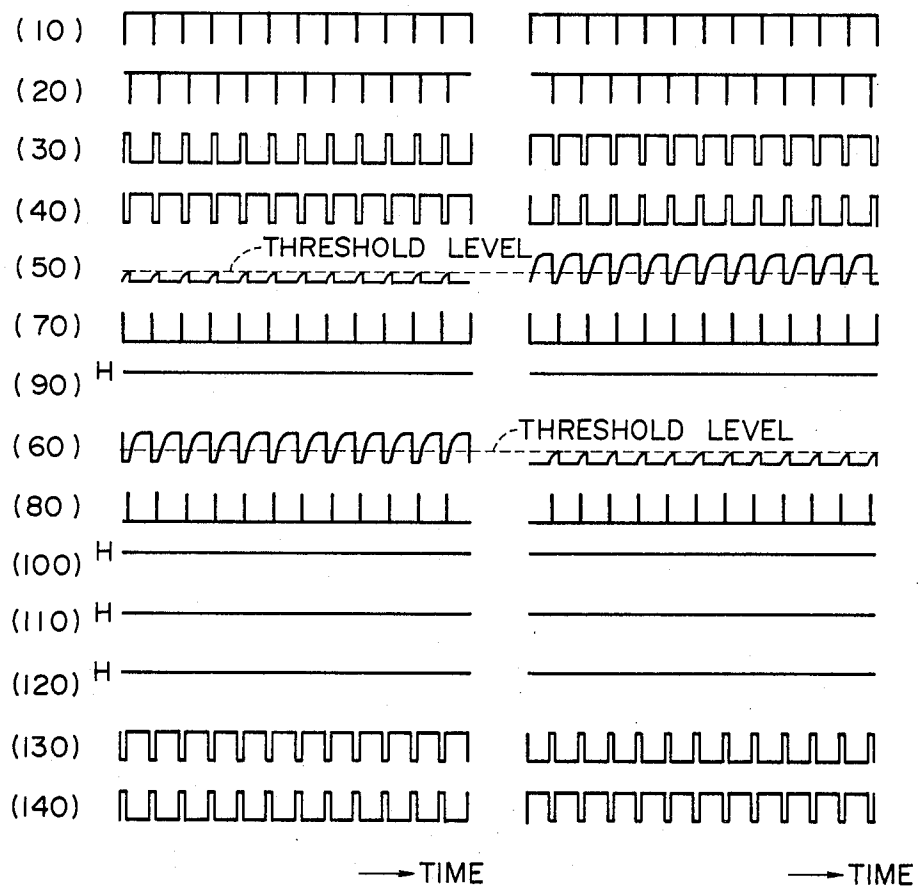 (10)
(20)
(30)
(40)
THRESHOLD LEVEL
(50)
(70)
(90) H
THRESHOLD LEVEL
(60)
(80)
(100) H
(110) H
(120) H
(130)
(140)
TIME TIME